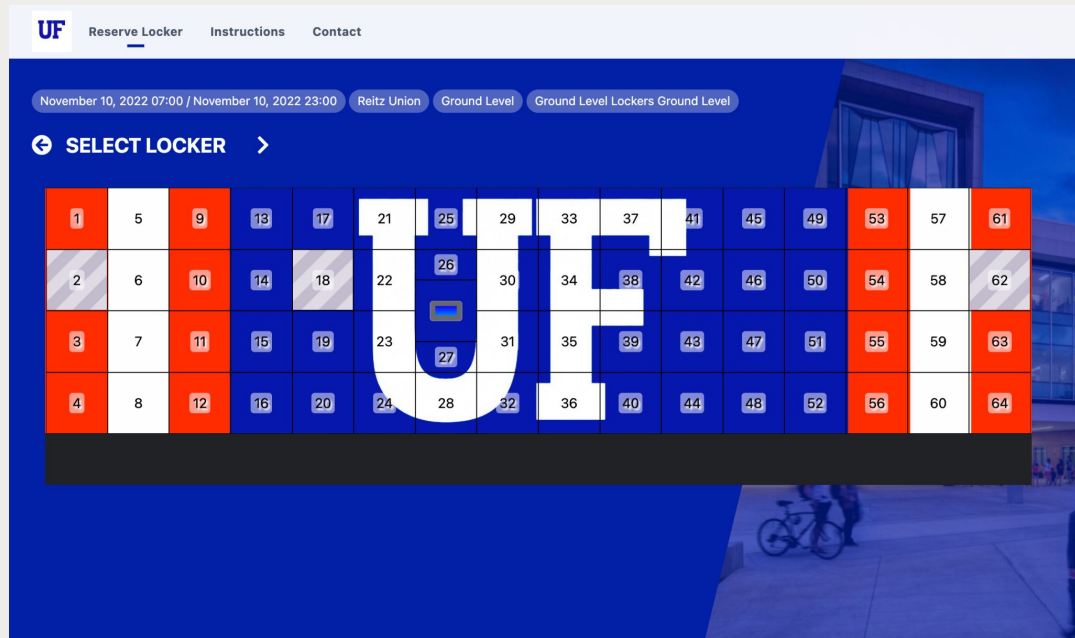 UF Reserve Locker Instructions Contact
November 10, 2022 07:00 / November 10, 2022 23:00 Reitz Union Ground Level Ground Level Lockers Ground Level
SELECT LOCKER
1 5 9 13 17 21 25 29 33 37 41 45 49 53 57 61
2 6 10 14 18 22 26 30 34 38 42 46 50 54 58 62
3 7 11 15 19 23 27 31 35 39 43 47 51 55 59 63
4 8 12 16 20 24 28 32 36 40 44 48 52 56 60 64
UF